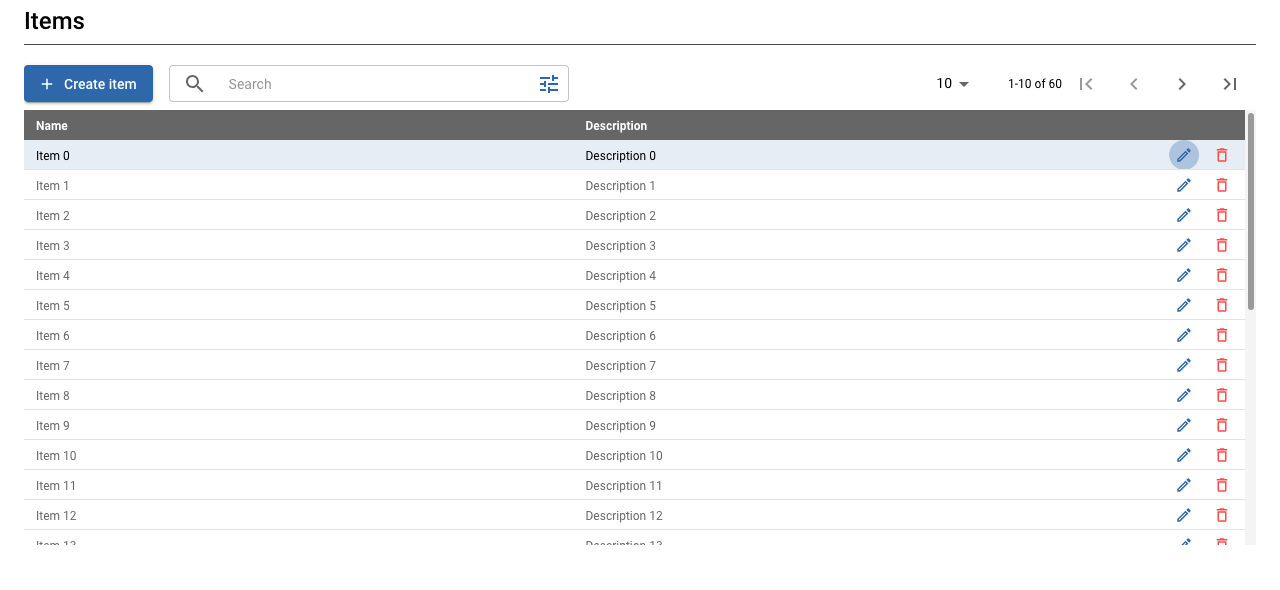 Items
Create item
Search
10
1-10 of 60
Name Description
Item 0 Description 0
Item 1 Description 1
Item 2 Description 2
Item 3 Description 3
Item 4 Description 4
Item 5 Description 5
Item 6 Description 6
Item 7 Description 7
Item 8 Description 8
Item 9 Description 9
Item 10 Description 10
Item 11 Description 11
Item 12 Description 12
Item 13 Description 13